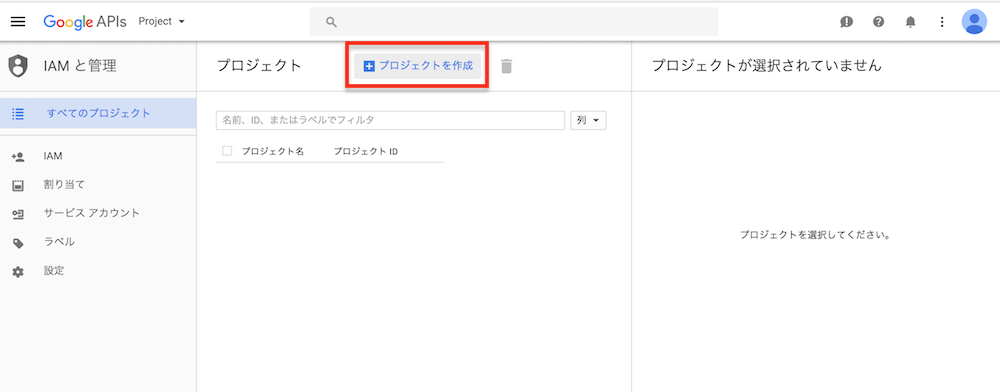 Google APIs Project
IAM と管理
すべてのプロジェクト
IAM
割り当て
サービス アカウント
ラベル
設定
プロジェクト
プロジェクトを作成
名前、ID、またはラベルでフィルタ
列
プロジェクト名 プロジェクト ID
プロジェクトが選択されていません
プロジェクトを選択してください。